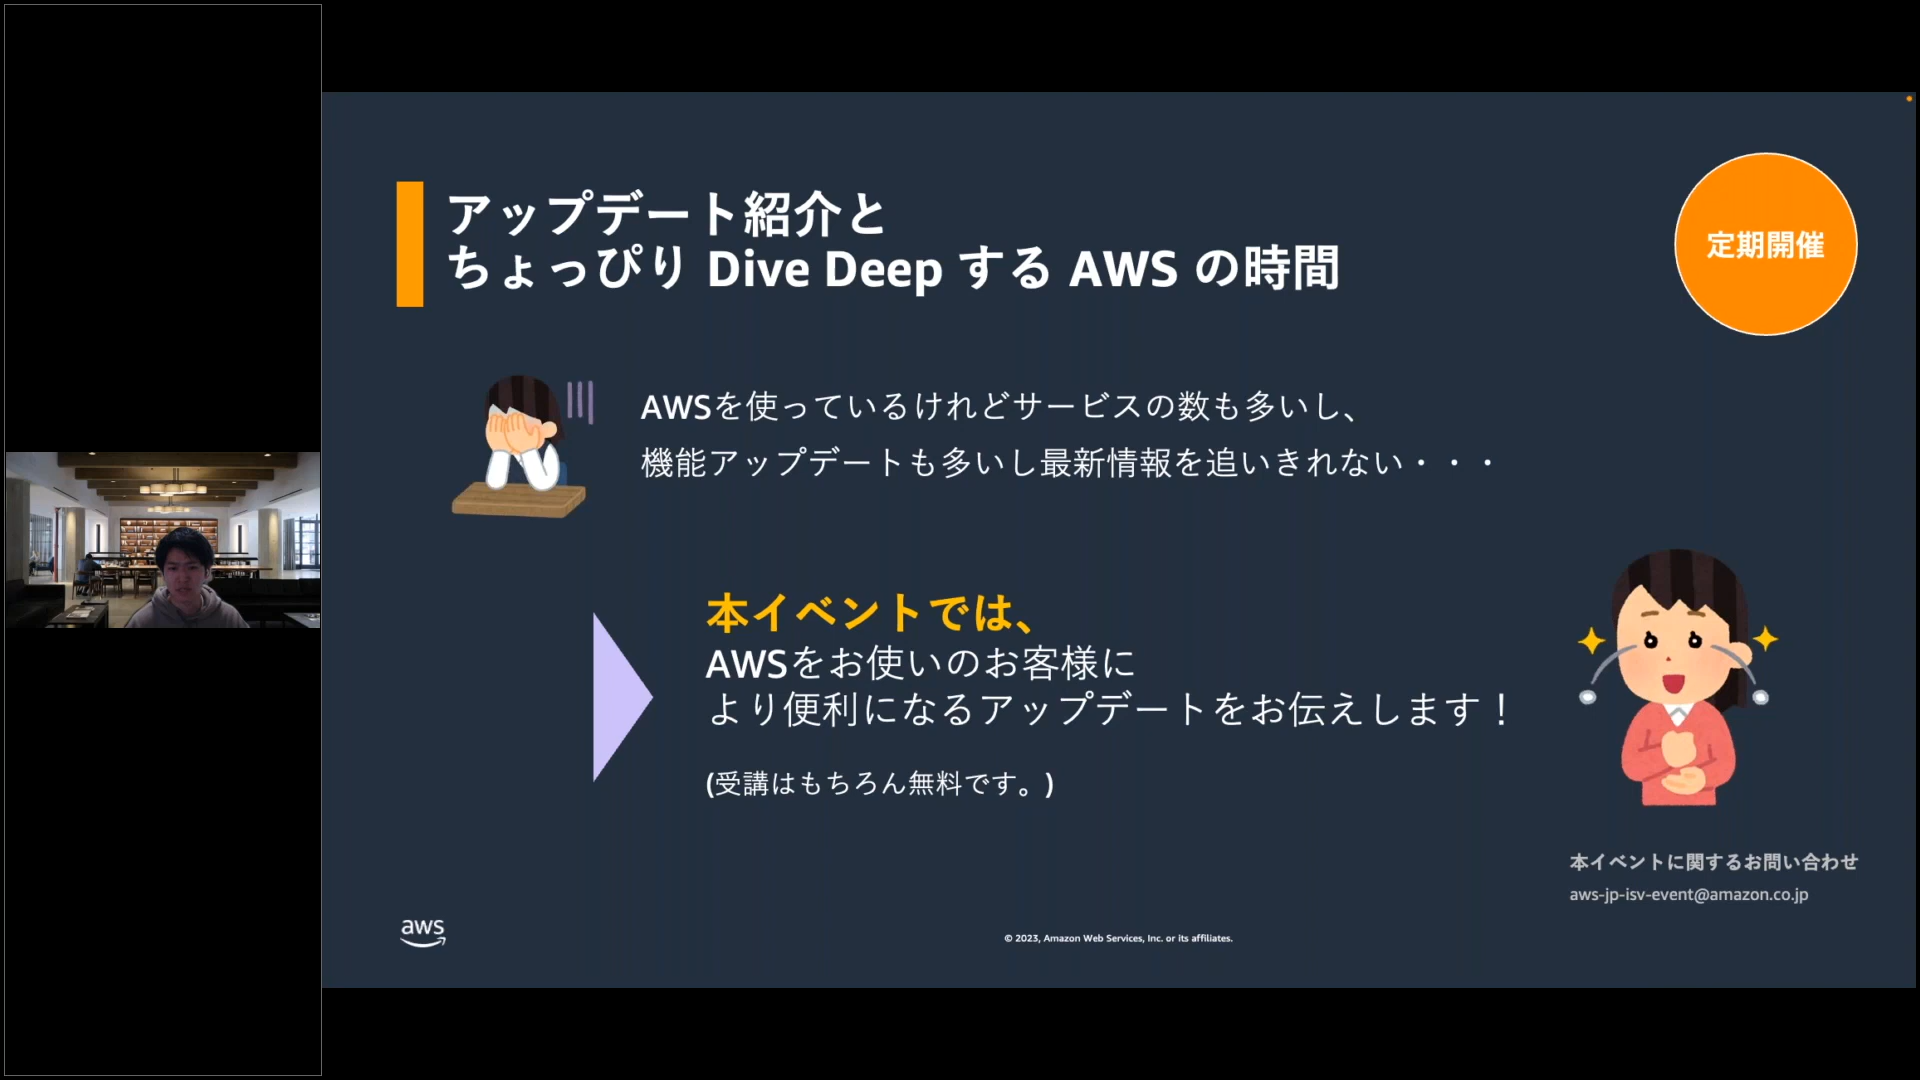 アップデート紹介と
ちょっぴり Dive Deep する AWS の時間
定期開催
AWSを使っているけれどサービスの数も多いし、
機能アップデートも多いし最新情報を追いきれない・・・
本イベントでは、
AWSをお使いのお客様に
より便利になるアップデートをお伝えします！
(受講はもちろん無料です。)
本イベントに関するお問い合わせ
aws-jp-isv-event@amazon.co.jp
aws
© 2023, Amazon Web Services, Inc. or its affiliates.